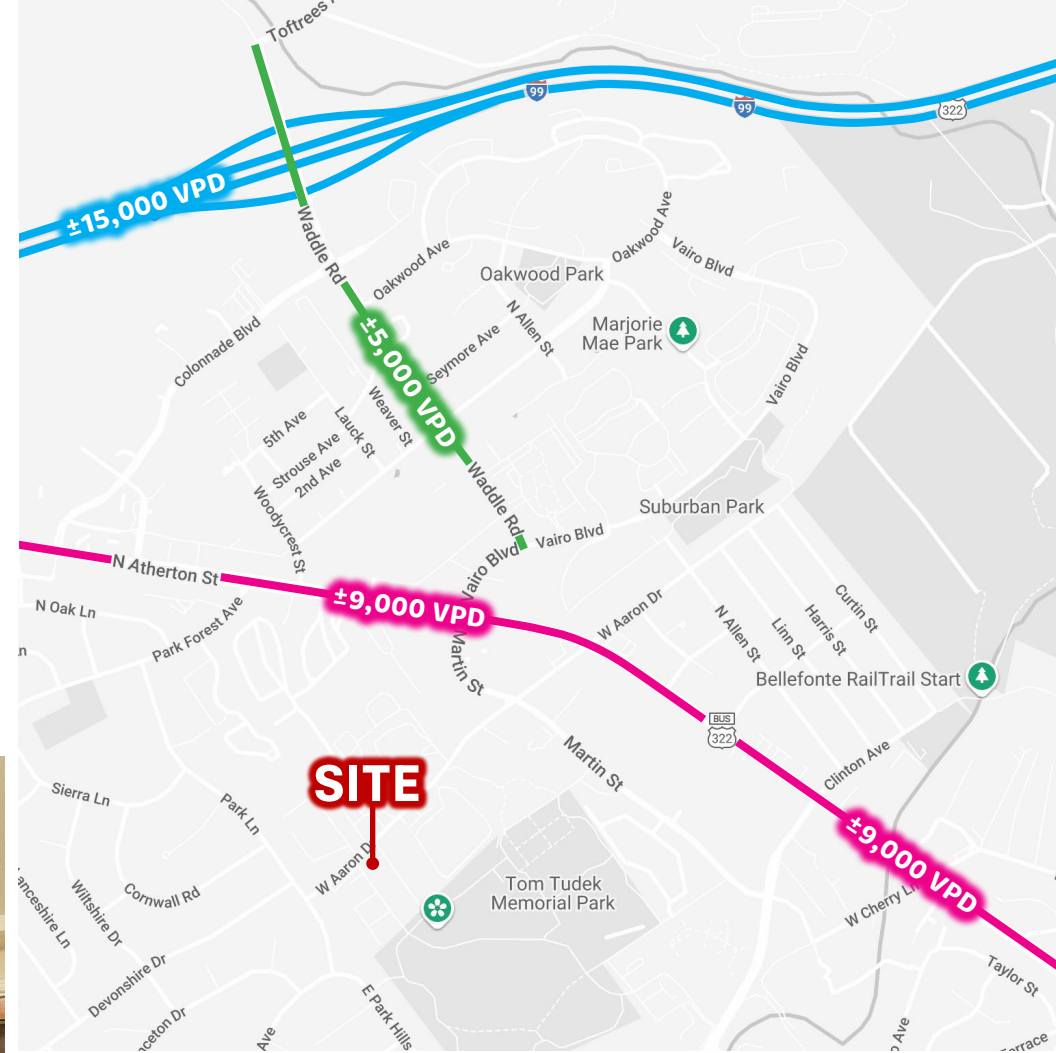 Toftrees
99
99
322
±15,000 VPD
Waddle Rd
Oakwood Ave
Oakwood Ave
Vairo Blvd
Oakwood Park
N Allen St
Marjorie
Mae Park
Colonnade Blvd
±5,000 VPD
Seymore Ave
Vairo Blvd
Weaver St
Lauck St
5th Ave
Strouse Ave
2nd Ave
Woodycrest St
Waddle Rd
Suburban Park
Vairo Blvd
Vairo Blvd
N Atherton St
±9,000 VPD
N Oak Ln
Park Forest Ave
W Aaron Dr
Curtin St
Harris St
Linn St
N Allen St
Martin St
Bellefonte RailTrail Start
BUS
322
Martin St
Clinton Ave
SITE
Sierra Ln
Park Ln
±9,000 VPD
W Aaron Dr
Tom Tudek
Memorial Park
Cornwall Rd
Wiltshire Dr
W Cherry Ln
Devonshire Dr
Taylor St
E Park Hills
Ave